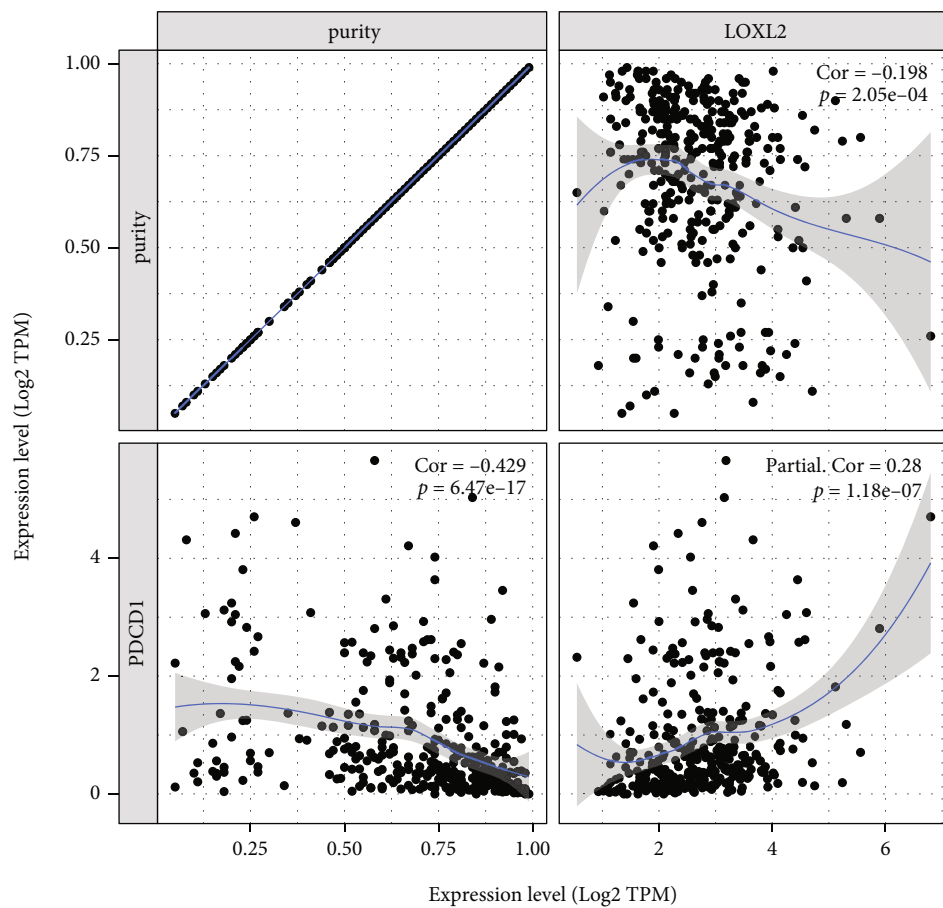 purity
LOXL2
1.00
0.75
0.50
0.25
purity
Cor = –0.198
p = 2.05e–04
Expression level (Log2 TPM)
4
2
0
PDCD1
Cor = –0.429
p = 6.47e–17
Partial. Cor = 0.28
p = 1.18e–07
0.25 0.50 0.75 1.00
2 4 6
Expression level (Log2 TPM)